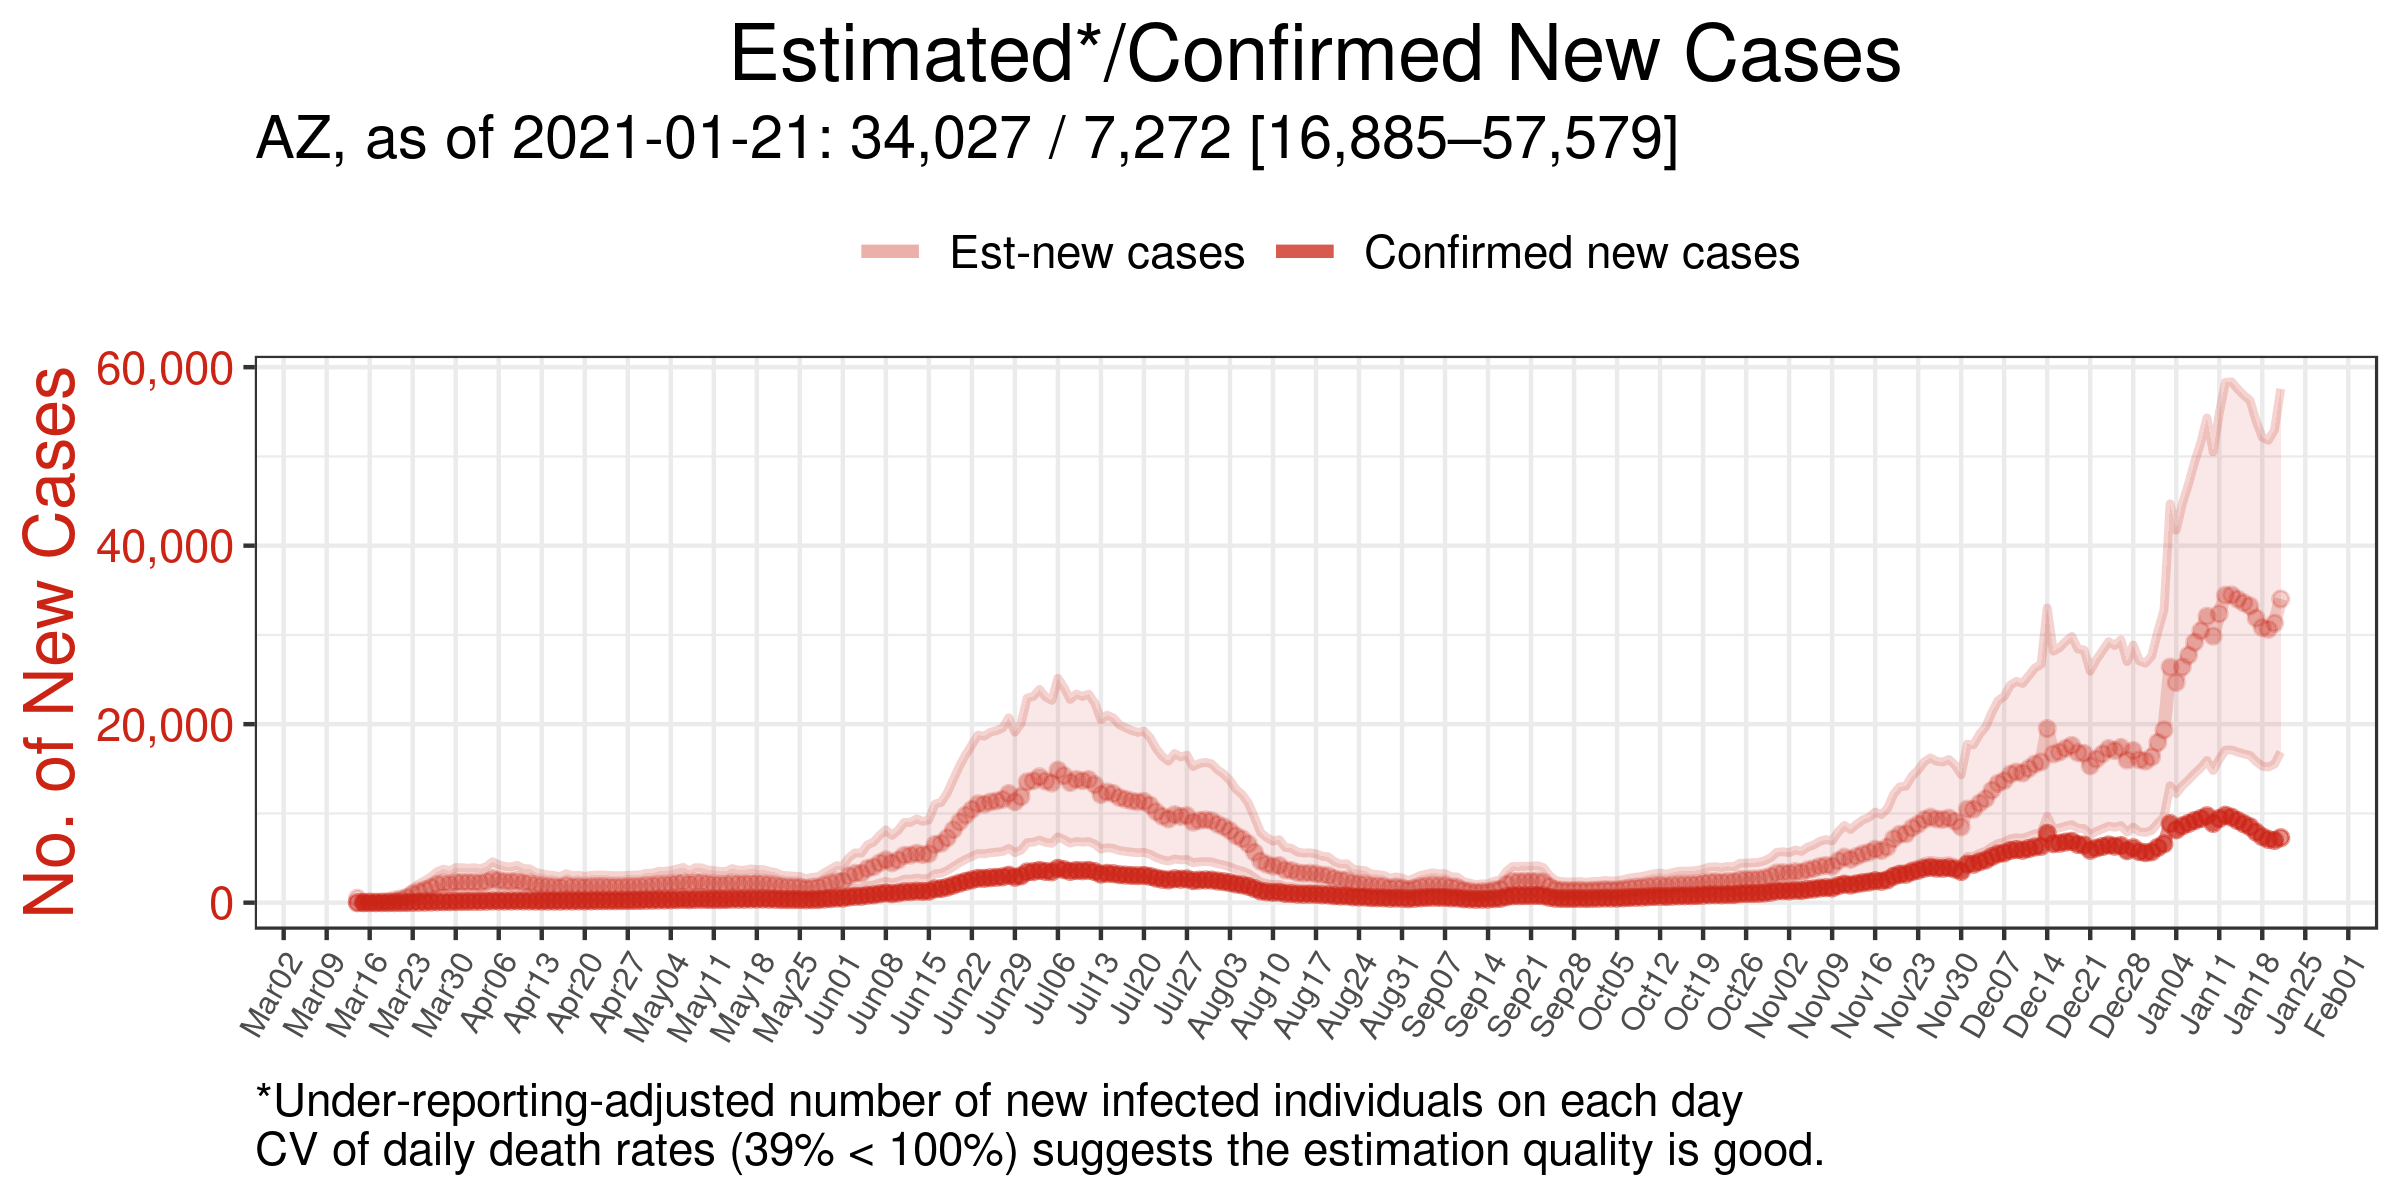 Estimated*/Confirmed New Cases
AZ, as of 2021-01-21: 34,027 / 7,272 [16,885–57,579]
Est-new cases Confirmed new cases
No. of New Cases
60,000
40,000
20,000
0
Mar02 Mar09 Mar16 Mar23 Mar30 Apr06 Apr13 Apr20 Apr27 May04 May11 May18 May25 Jun01 Jun08 Jun15 Jun22 Jun29 Jul06 Jul13 Jul20 Jul27 Aug03 Aug10 Aug17 Aug24 Aug31 Sep07 Sep14 Sep21 Sep28 Oct05 Oct12 Oct19 Oct26 Nov02 Nov09 Nov16 Nov23 Nov30 Dec07 Dec14 Dec21 Dec28 Jan04 Jan11 Jan18 Jan25 Feb01
*Under-reporting-adjusted number of new infected individuals on each day
CV of daily death rates (39% < 100%) suggests the estimation quality is good.